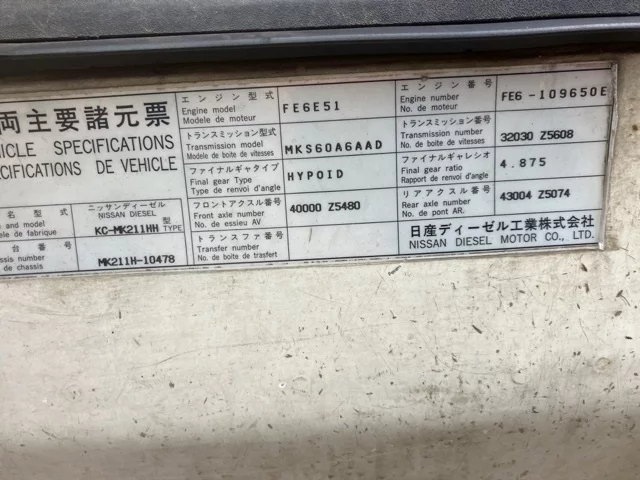 両主要諸元票
HICLE SPECIFICATIONS
ECIFICATIONS DE VEHICLE
名型式
and model
de fabrique
ニッサンディーゼル
NISSAN DIESEL
KC-MK211HH
型
TYPE
台番号
assis number
de chassis
MK211H-10478
エンジン型式
Engine model
Modele de moteur
FE6E51
トランスミッション型式
Transmission model
Modele de boite de vitesses
MKS60A6AAD
ファイナルギャタイプ
Final gear Type
Type de renvoi d'angle
HYPOID
フロントアクスル番号
Front axle number
No. de essieu AV
40000 Z5480
トランスファ番号
Transfer number
No. de boite de trasfert
エンジン番号
Engine number
No. de moteur
FE6 -109650E
トランスミッション番号
Transmission number
No. de boite de vitesses
32030 Z5608
ファイナルギャレシオ
Final gear ratio
Rapport de renvoi d'angle
4.875
リアアクスル番号
Rear axle number
No. de pont AR.
43004 Z5074
日産ディーゼル工業株式会社
NISSAN DIESEL MOTOR CO., LTD.